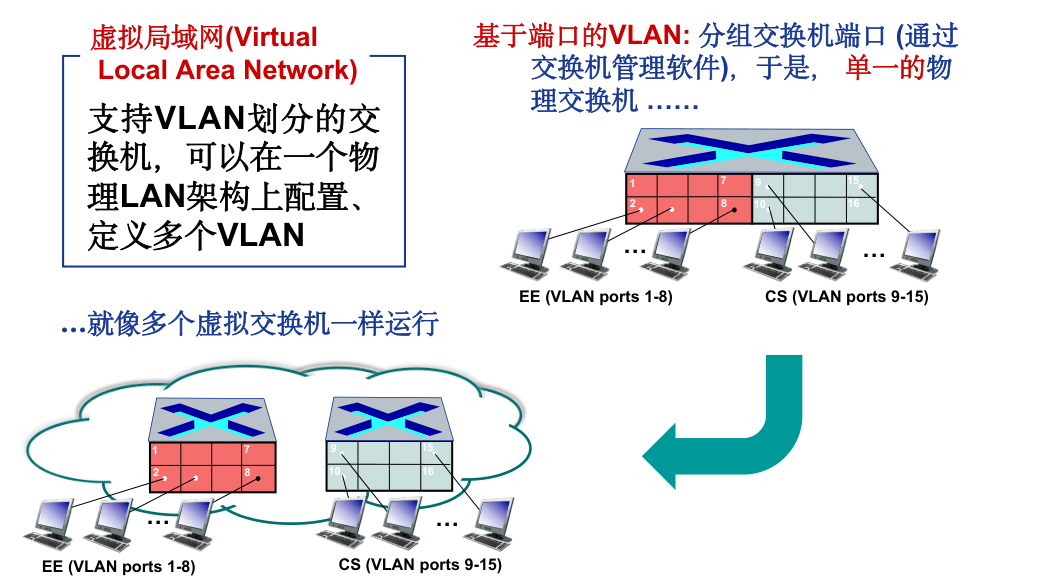 虚拟局域网(Virtual
Local Area Network)
支持VLAN划分的交
换机，可以在一个物
理LAN架构上配置、
定义多个VLAN
基于端口的VLAN: 分组交换机端口 (通过
交换机管理软件)，于是， 单一的物
理交换机 ……
1
7
9
15
2
8
10
16
…
…
EE (VLAN ports 1-8)
CS (VLAN ports 9-15)
…就像多个虚拟交换机一样运行
1
7
9
15
2
8
10
16
…
…
EE (VLAN ports 1-8)
CS (VLAN ports 9-15)